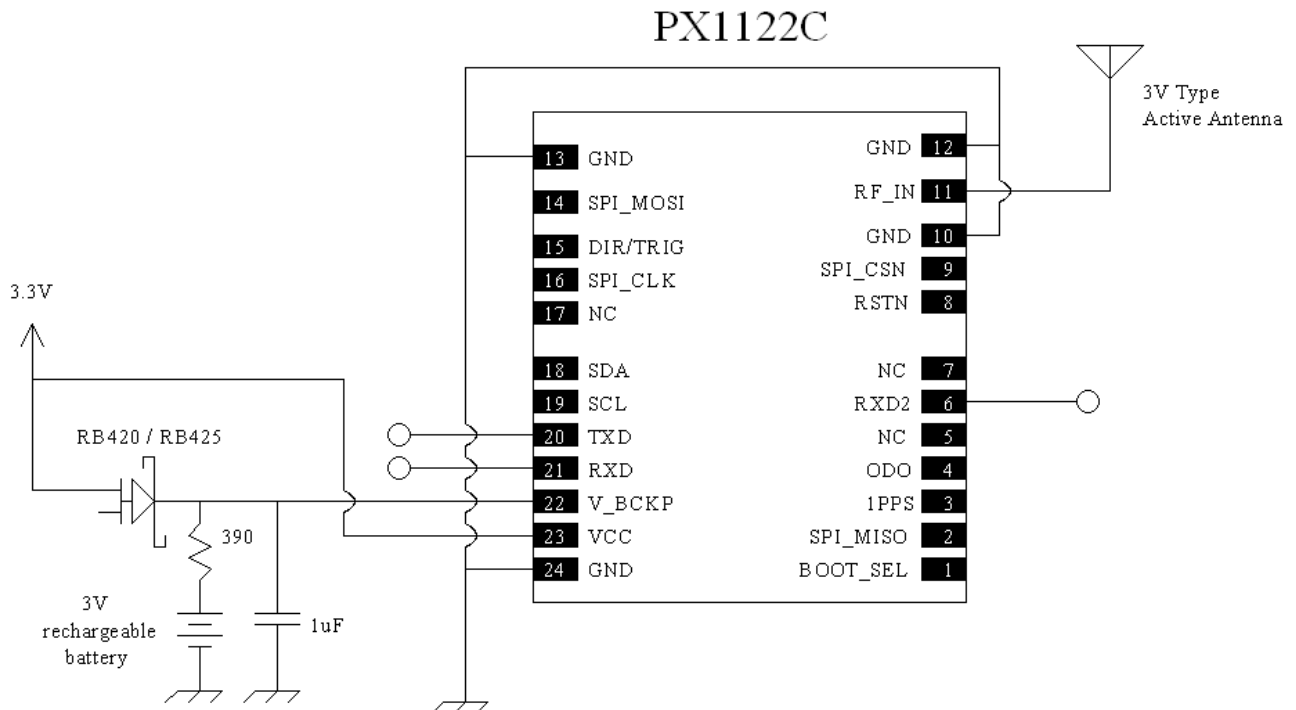 PX1122C
3V Type
Active Antenna
13 GND
14 SPI_MOSI
15 DIR/TRIG
16 SPI_CLK
17 NC
18 SDA
19 SCL
20 TXD
21 RXD
22 V_BCKP
23 VCC
24 GND
GND 12
RF_IN 11
GND 10
SPI_CSN 9
RSTN 8
NC 7
RXD2 6
NC 5
ODO 4
1PPS 3
SPI_MISO 2
BOOT_SEL 1
3.3V
RB420 / RB425
390
3V
rechargeable
battery
1uF